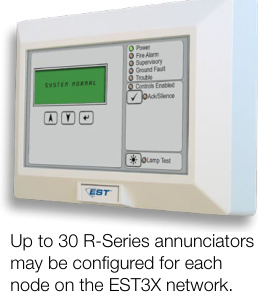 Power
Fire Alarm
Supervisory
Ground Fault
Trouble
Controls Enabled
Ack/Silence
SYSTEM NORMAL
Lamp Test
EST
Up to 30 R-Series annunciators
may be configured for each
node on the EST3X network.